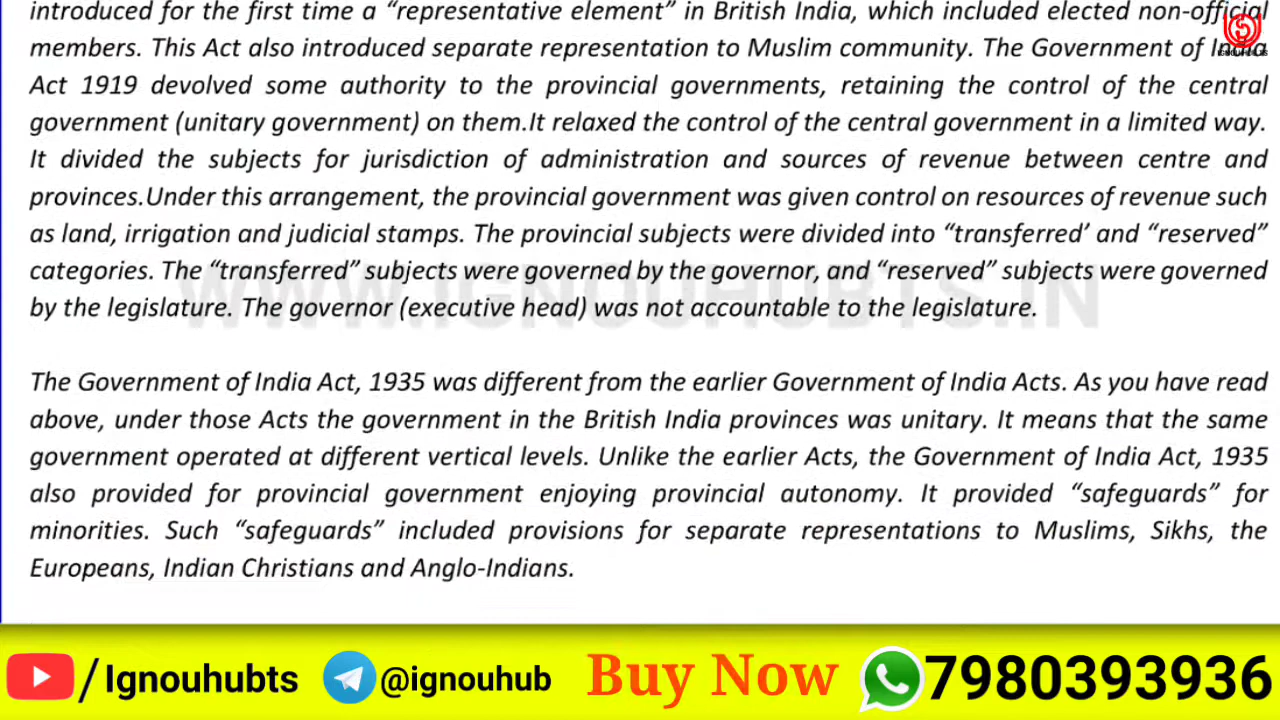 introduced for the first time a “representative element” in British India, which included elected non-official
members. This Act also introduced separate representation to Muslim community. The Government of India
Act 1919 devolved some authority to the provincial governments, retaining the control of the central
government (unitary government) on them.It relaxed the control of the central government in a limited way.
It divided the subjects for jurisdiction of administration and sources of revenue between centre and
provinces.Under this arrangement, the provincial government was given control on resources of revenue such
as land, irrigation and judicial stamps. The provincial subjects were divided into “transferred’ and “reserved”
categories. The “transferred” subjects were governed by the governor, and “reserved” subjects were governed
by the legislature. The governor (executive head) was not accountable to the legislature.
WWW.IGNOUHUBTS.IN
The Government of India Act, 1935 was different from the earlier Government of India Acts. As you have read
above, under those Acts the government in the British India provinces was unitary. It means that the same
government operated at different vertical levels. Unlike the earlier Acts, the Government of India Act, 1935
also provided for provincial government enjoying provincial autonomy. It provided “safeguards” for
minorities. Such “safeguards” included provisions for separate representations to Muslims, Sikhs, the
Europeans, Indian Christians and Anglo-Indians.
/Ignouhubts @ignouhub Buy Now 7980393936